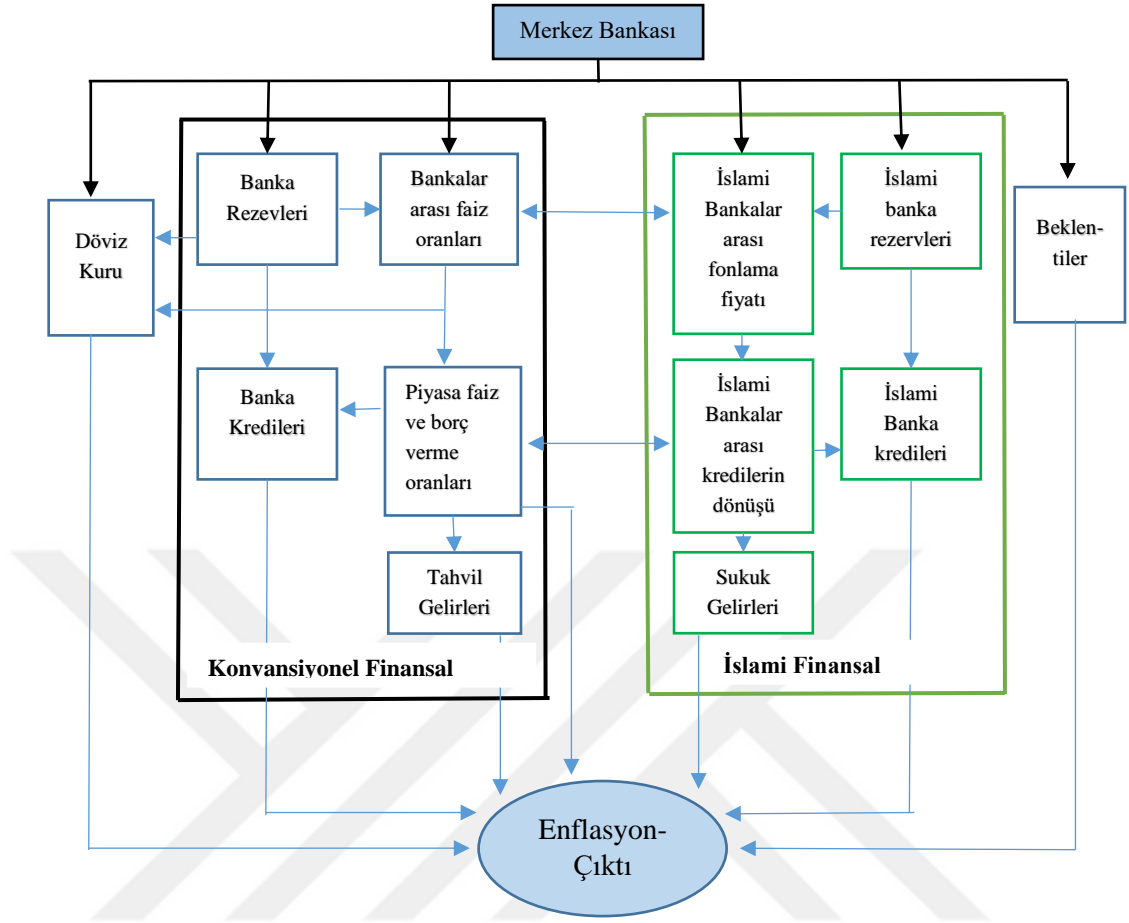 Merkez Bankası
Banka
Rezevleri
Bankalar
arası faiz
oranları
İslami
Bankalar
arası
fonlama
fiyatı
İslami
banka
rezervleri
Döviz
Kuru
Beklen-
tiler
Banka
Kredileri
Piyasa faiz
ve borç
verme
oranları
İslami
Bankalar
arası
kredilerin
dönüşü
İslami
Banka
kredileri
Tahvil
Gelirleri
Sukuk
Gelirleri
Konvansiyonel Finansal
İslami Finansal
Enflasyon-
Çıktı